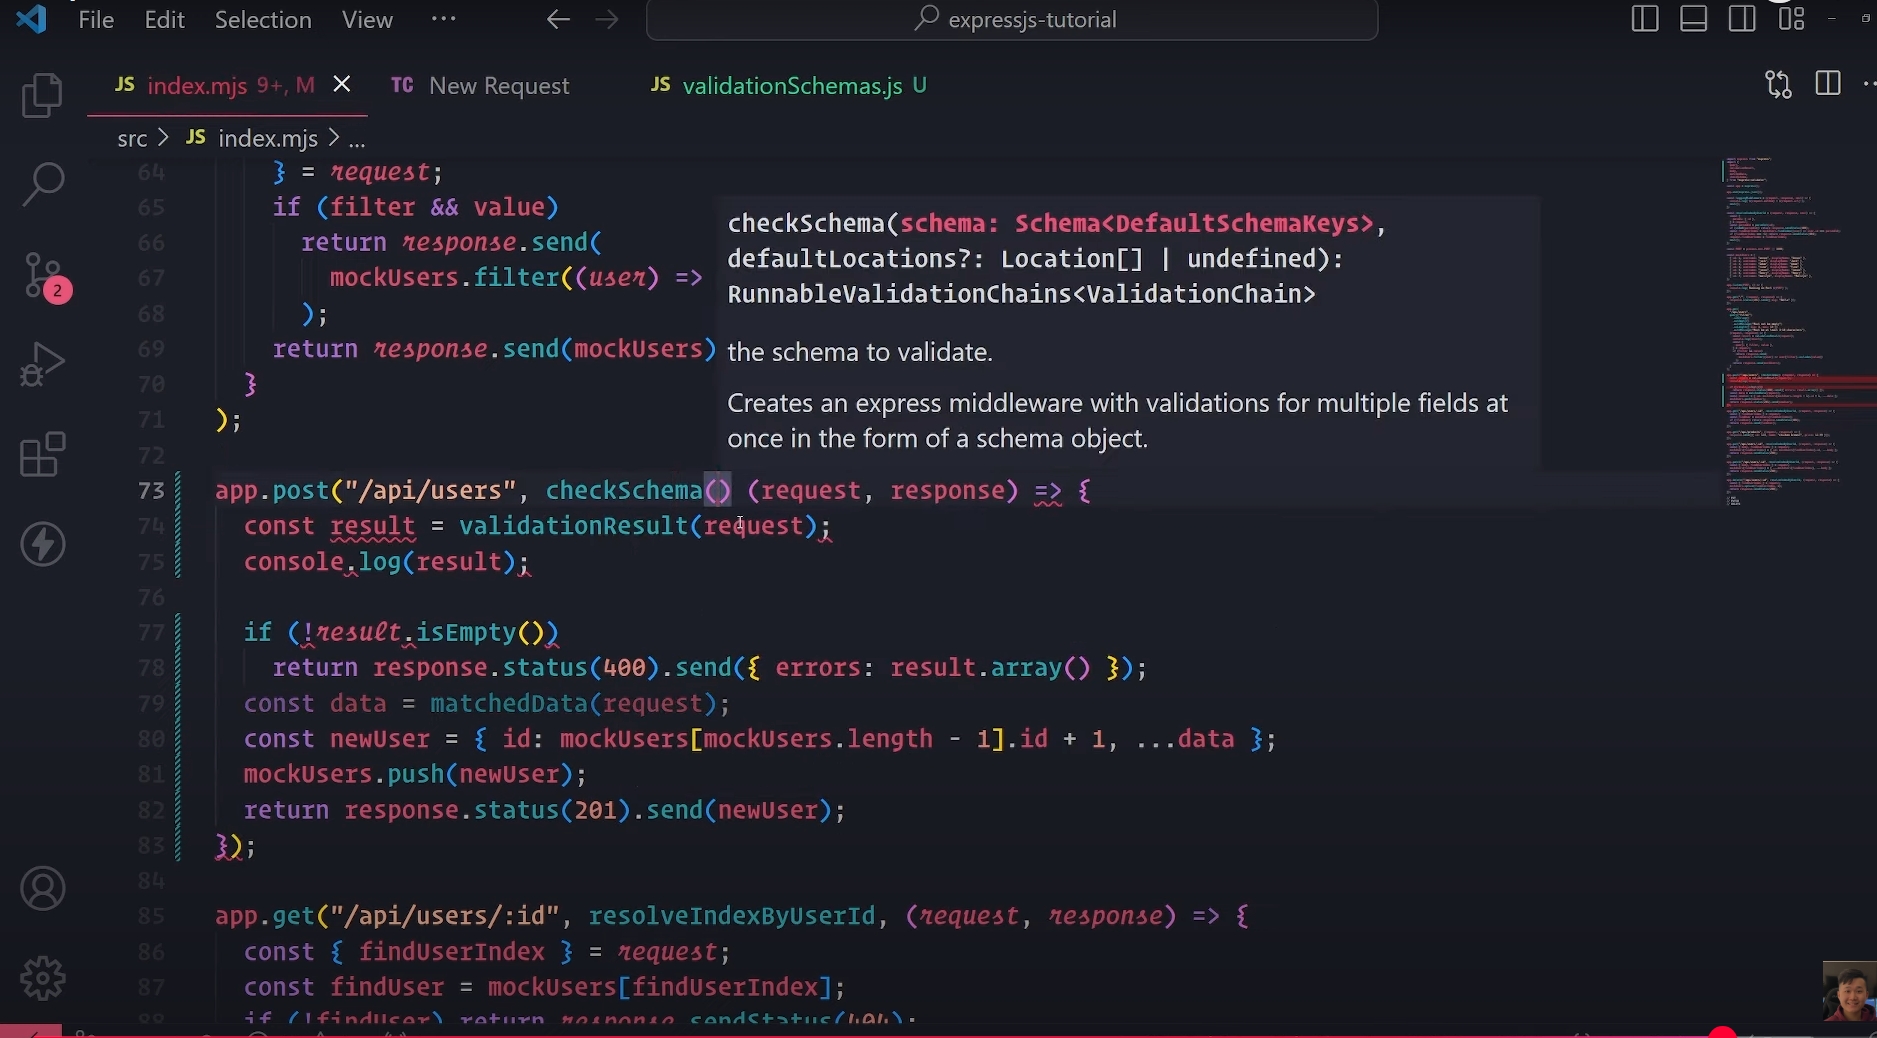 File Edit Selection View ··· expressjs-tutorial
JS index.mjs 9+, M TC New Request JS validationSchemas.js U
src > JS index.mjs > ...
64 } = request;
65 if (filter && value)
66 return response.send(
67 mockUsers.filter((user) =>
68 );
69 return response.send(mockUsers)
70 }
71 );
72
checkSchema(schema: Schema<DefaultSchemaKeys>,
defaultLocations?: Location[] | undefined):
RunnableValidationChains<ValidationChain>
the schema to validate.
Creates an express middleware with validations for multiple fields at
once in the form of a schema object.
73 app.post("/api/users", checkSchema() (request, response) => {
74 const result = validationResult(request);
75 console.log(result);
76
77 if (!result.isEmpty())
78 return response.status(400).send({ errors: result.array() });
79 const data = matchedData(request);
80 const newUser = { id: mockUsers[mockUsers.length - 1].id + 1, ...data };
81 mockUsers.push(newUser);
82 return response.status(201).send(newUser);
83 });
84
85 app.get("/api/users/:id", resolveIndexByUserId, (request, response) => {
86 const { findUserIndex } = request;
87 const findUser = mockUsers[findUserIndex];
88 if (!findUser) return response.sendStatus(404);
2